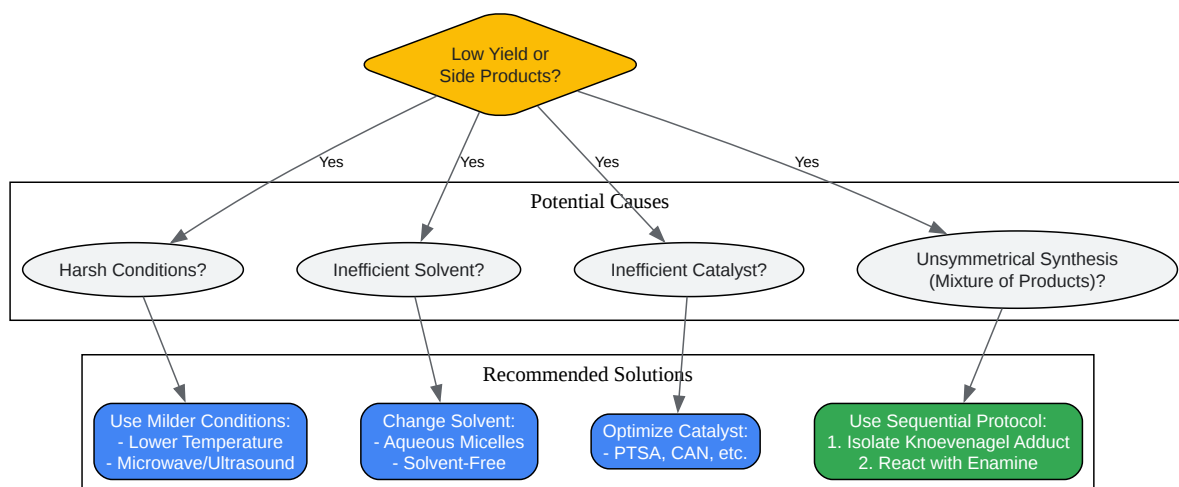 Low Yield or
Side Products?
Yes
Yes
Yes
Yes
Potential Causes
Harsh Conditions?
Inefficient Solvent?
Inefficient Catalyst?
Unsymmetrical Synthesis
(Mixture of Products)?
Recommended Solutions
Use Milder Conditions:
- Lower Temperature
- Microwave/Ultrasound
Change Solvent:
- Aqueous Micelles
- Solvent-Free
Optimize Catalyst:
- PTSA, CAN, etc.
Use Sequential Protocol:
1. Isolate Knoevenagel Adduct
2. React with Enamine